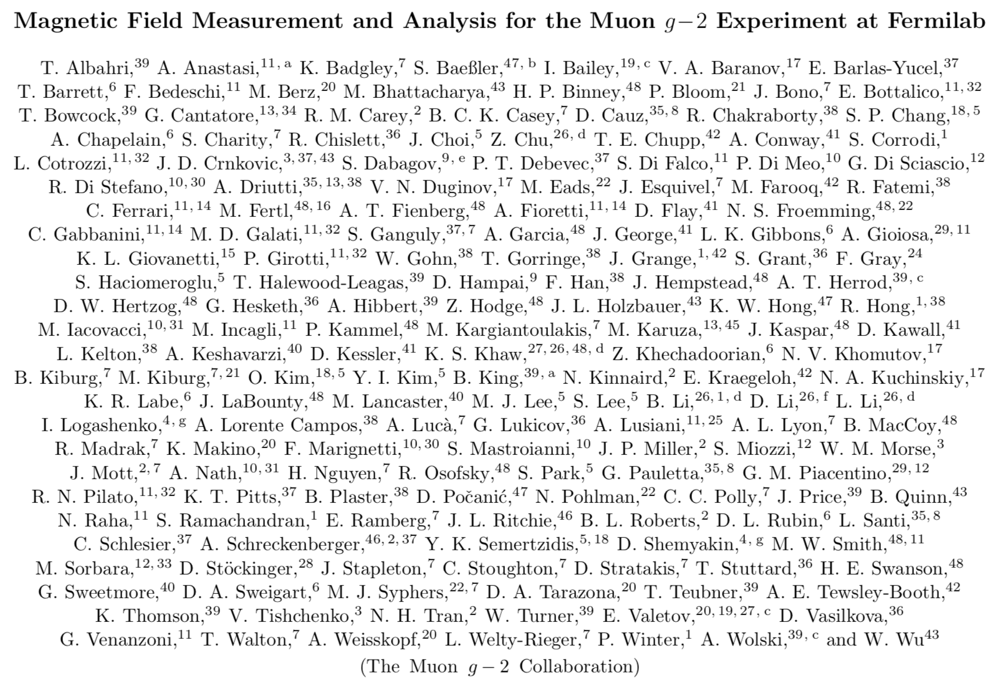 Magnetic Field Measurement and Analysis for the Muon g−2 Experiment at Fermilab
T. Albahri,39 A. Anastasi,11, a K. Badgley,7 S. Baeßler,47, b I. Bailey,19, c V. A. Baranov,17 E. Barlas-Yucel,37
T. Barrett,6 F. Bedeschi,11 M. Berz,20 M. Bhattacharya,43 H. P. Binney,48 P. Bloom,21 J. Bono,7 E. Bottalico,11, 32
T. Bowcock,39 G. Cantatore,13, 34 R. M. Carey,2 B. C. K. Casey,7 D. Cauz,35, 8 R. Chakraborty,38 S. P. Chang,18, 5
A. Chapelain,6 S. Charity,7 R. Chislett,36 J. Choi,5 Z. Chu,26, d T. E. Chupp,42 A. Conway,41 S. Corrodi,1
L. Cotrozzi,11, 32 J. D. Crnkovic,3, 37, 43 S. Dabagov,9, e P. T. Debevec,37 S. Di Falco,11 P. Di Meo,10 G. Di Sciascio,12
R. Di Stefano,10, 30 A. Driutti,35, 13, 38 V. N. Duginov,17 M. Eads,22 J. Esquivel,7 M. Farooq,42 R. Fatemi,38
C. Ferrari,11, 14 M. Fertl,48, 16 A. T. Fienberg,48 A. Fioretti,11, 14 D. Flay,41 N. S. Froemming,48, 22
C. Gabbanini,11, 14 M. D. Galati,11, 32 S. Ganguly,37, 7 A. Garcia,48 J. George,41 L. K. Gibbons,6 A. Gioiosa,29, 11
K. L. Giovanetti,15 P. Girotti,11, 32 W. Gohn,38 T. Gorringe,38 J. Grange,1, 42 S. Grant,36 F. Gray,24
S. Haciomeroglu,5 T. Halewood-Leagas,39 D. Hampai,9 F. Han,38 J. Hempstead,48 A. T. Herrod,39, c
D. W. Hertzog,48 G. Hesketh,36 A. Hibbert,39 Z. Hodge,48 J. L. Holzbauer,43 K. W. Hong,47 R. Hong,1, 38
M. Iacovacci,10, 31 M. Incagli,11 P. Kammel,48 M. Kargiantoulakis,7 M. Karuza,13, 45 J. Kaspar,48 D. Kawall,41
L. Kelton,38 A. Keshavarzi,40 D. Kessler,41 K. S. Khaw,27, 26, 48, d Z. Khechadoorian,6 N. V. Khomutov,17
B. Kiburg,7 M. Kiburg,7, 21 O. Kim,18, 5 Y. I. Kim,5 B. King,39, a N. Kinnaird,2 E. Kraegeloh,42 N. A. Kuchinskiy,17
K. R. Labe,6 J. LaBounty,48 M. Lancaster,40 M. J. Lee,5 S. Lee,5 B. Li,26, 1, d D. Li,26, f L. Li,26, d
I. Logashenko,4, g A. Lorente Campos,38 A. Lucà,7 G. Lukicov,36 A. Lusiani,11, 25 A. L. Lyon,7 B. MacCoy,48
R. Madrak,7 K. Makino,20 F. Marignetti,10, 30 S. Mastroianni,10 J. P. Miller,2 S. Miozzi,12 W. M. Morse,3
J. Mott,2, 7 A. Nath,10, 31 H. Nguyen,7 R. Osofsky,48 S. Park,5 G. Pauletta,35, 8 G. M. Piacentino,29, 12
R. N. Pilato,11, 32 K. T. Pitts,37 B. Plaster,38 D. Počanić,47 N. Pohlman,22 C. C. Polly,7 J. Price,39 B. Quinn,43
N. Raha,11 S. Ramachandran,1 E. Ramberg,7 J. L. Ritchie,46 B. L. Roberts,2 D. L. Rubin,6 L. Santi,35, 8
C. Schlesier,37 A. Schreckenberger,46, 2, 37 Y. K. Semertzidis,5, 18 D. Shemyakin,4, g M. W. Smith,48, 11
M. Sorbara,12, 33 D. Stöckinger,28 J. Stapleton,7 C. Stoughton,7 D. Stratakis,7 T. Stuttard,36 H. E. Swanson,48
G. Sweetmore,40 D. A. Sweigart,6 M. J. Syphers,22, 7 D. A. Tarazona,20 T. Teubner,39 A. E. Tewsley-Booth,42
K. Thomson,39 V. Tishchenko,3 N. H. Tran,2 W. Turner,39 E. Valetov,20, 19, 27, c D. Vasilkova,36
G. Venanzoni,11 T. Walton,7 A. Weisskopf,20 L. Welty-Rieger,7 P. Winter,1 A. Wolski,39, c and W. Wu43
(The Muon g − 2 Collaboration)